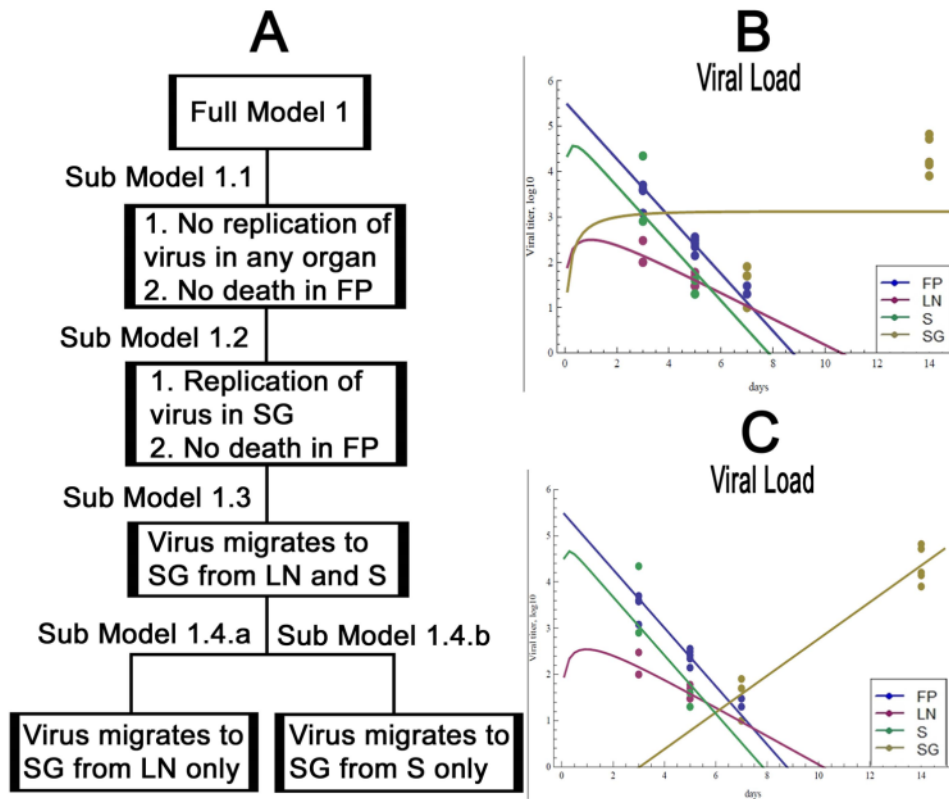 A
Full Model 1
Sub Model 1.1
1. No replication of
virus in any organ
2. No death in FP
Sub Model 1.2
1. Replication of
virus in SG
2. No death in FP
Sub Model 1.3
Virus migrates to
SG from LN and S
Sub Model 1.4.a
Sub Model 1.4.b
Virus migrates to
SG from LN only
Virus migrates to
SG from S only
B
Viral Load
Viral titer, log10
6
5
4
3
2
1
0
0 2 4 6 8 10 12 14
days
FP
LN
S
SG
C
Viral Load
Viral titer, log10
6
5
4
3
2
1
0
0 2 4 6 8 10 12 14
days
FP
LN
S
SG